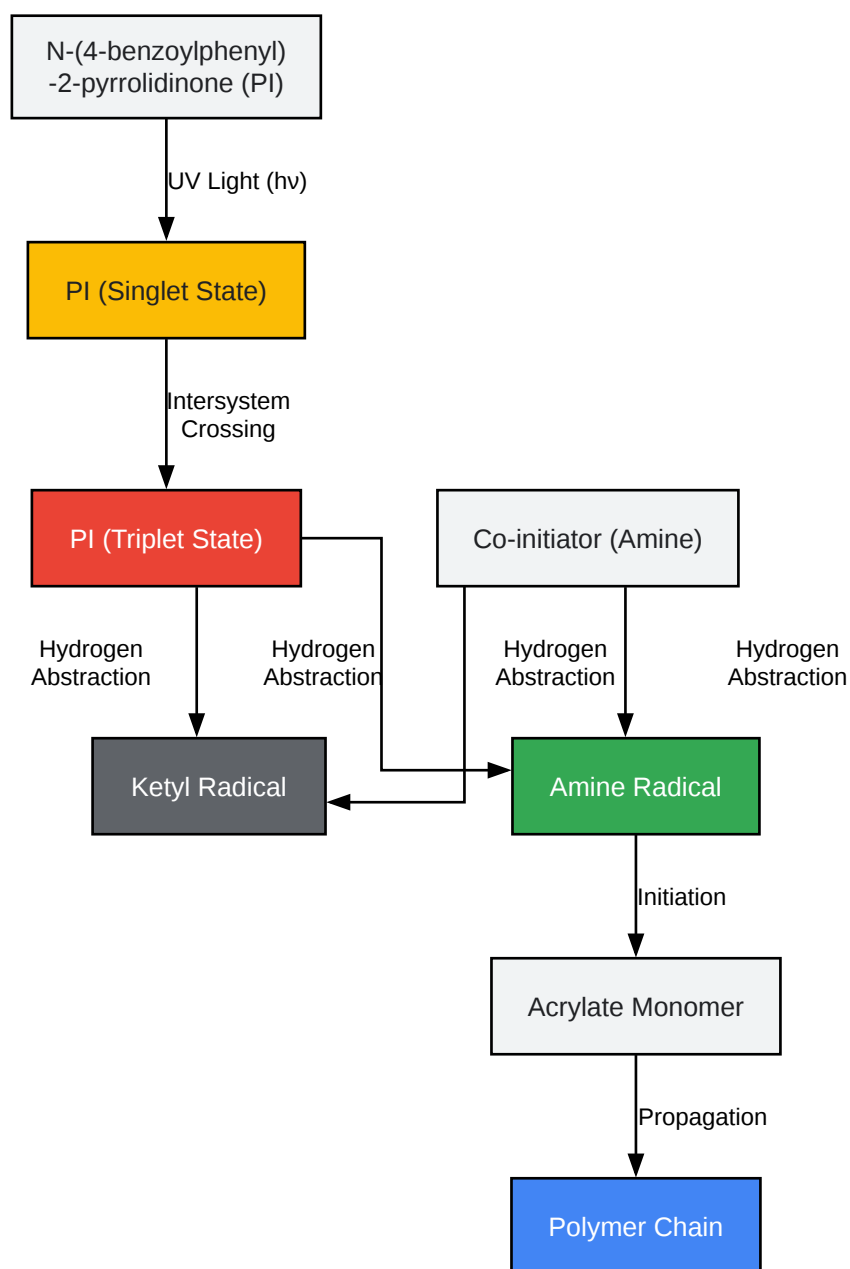 N-(4-benzoylphenyl)
-2-pyrrolidinone (PI)
UV Light (hν)
PI (Singlet State)
Intersystem
Crossing
PI (Triplet State)
Co-initiator (Amine)
Hydrogen
Abstraction
Hydrogen
Abstraction
Hydrogen
Abstraction
Hydrogen
Abstraction
Ketyl Radical
Amine Radical
Initiation
Acrylate Monomer
Propagation
Polymer Chain